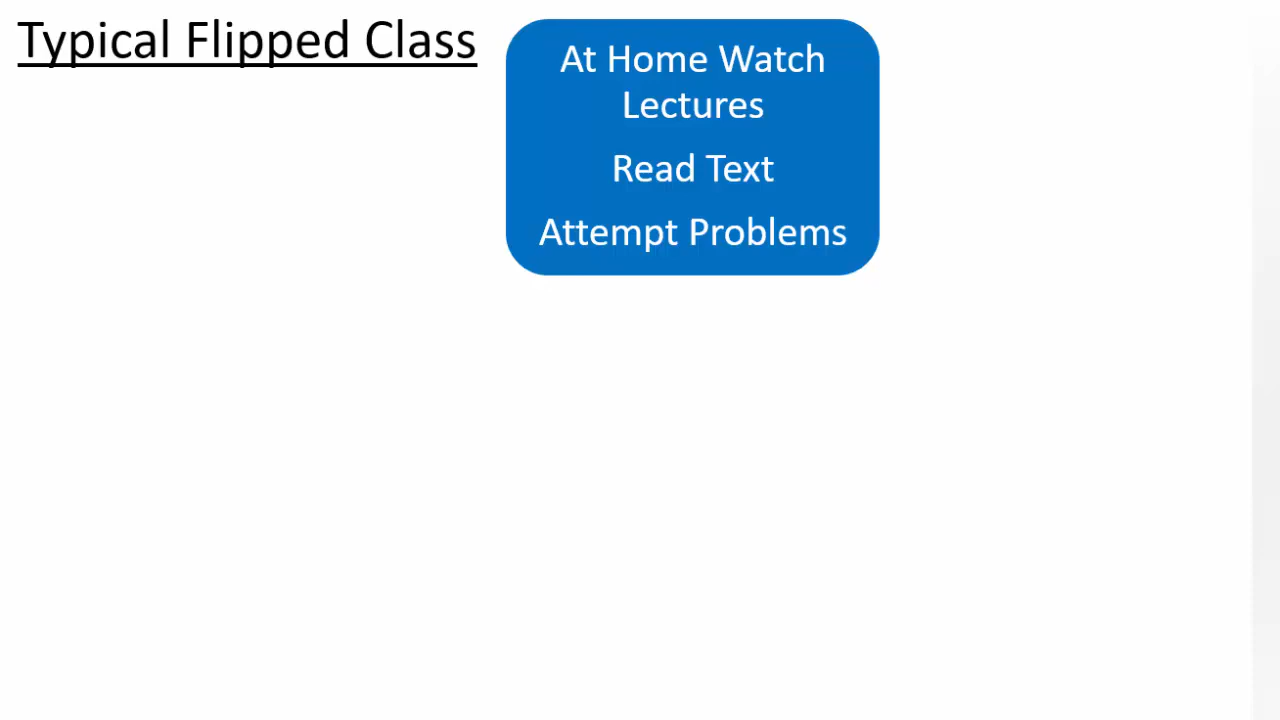 Typical Flipped Class
At Home Watch
Lectures
Read Text
Attempt Problems